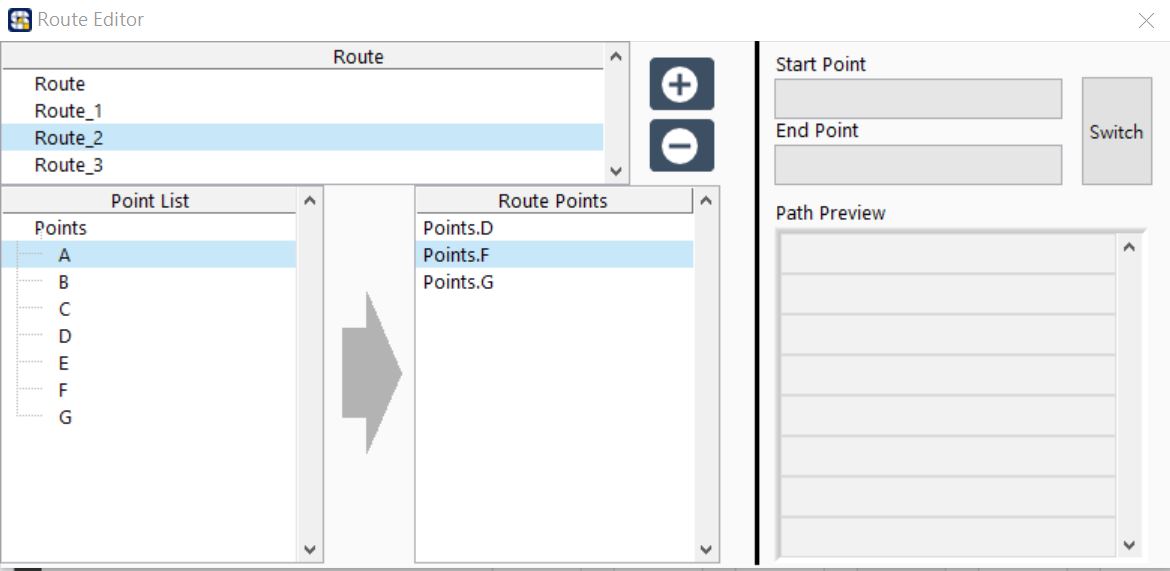 Route Editor
Route
Route
Route_1
Route_2
Route_3
Point List
Points
A
B
C
D
E
F
G
Route Points
Points.D
Points.F
Points.G
Start Point
End Point
Switch
Path Preview